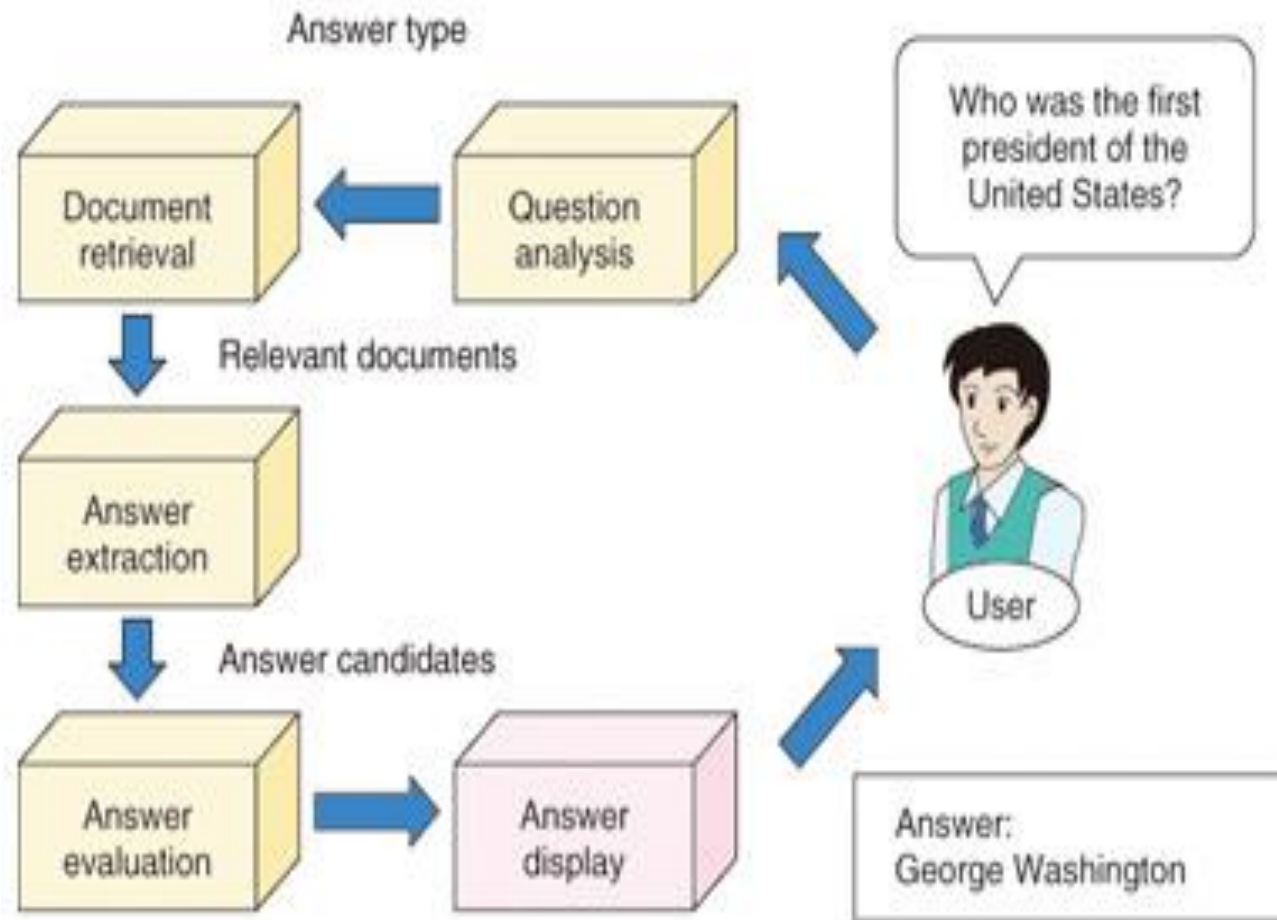 Answer type
Who was the first
president of the
United States?
Document
retrieval
Question
analysis
Relevant documents
Answer
extraction
User
Answer candidates
Answer
evaluation
Answer
display
Answer:
George Washington